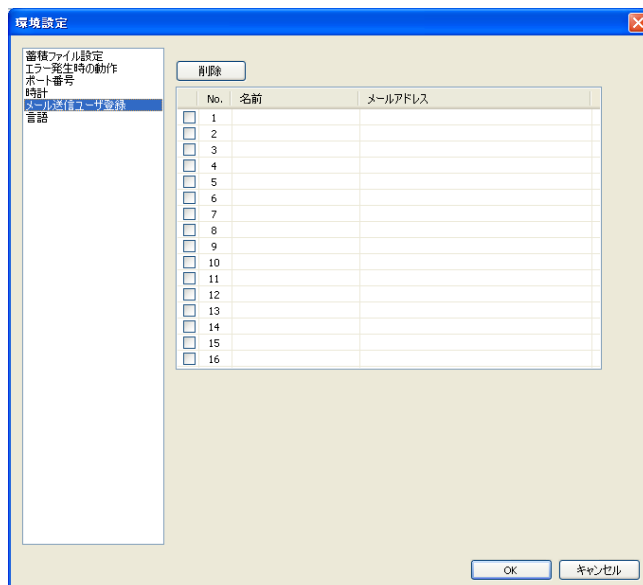 環境設定
蓄積ファイル設定
エラー発生時の動作
ポート番号
時計
メール送信ユーザ登録
言語
削除
No. 名前 メールアドレス
1
2
3
4
5
6
7
8
9
10
11
12
13
14
15
16
OK キャンセル